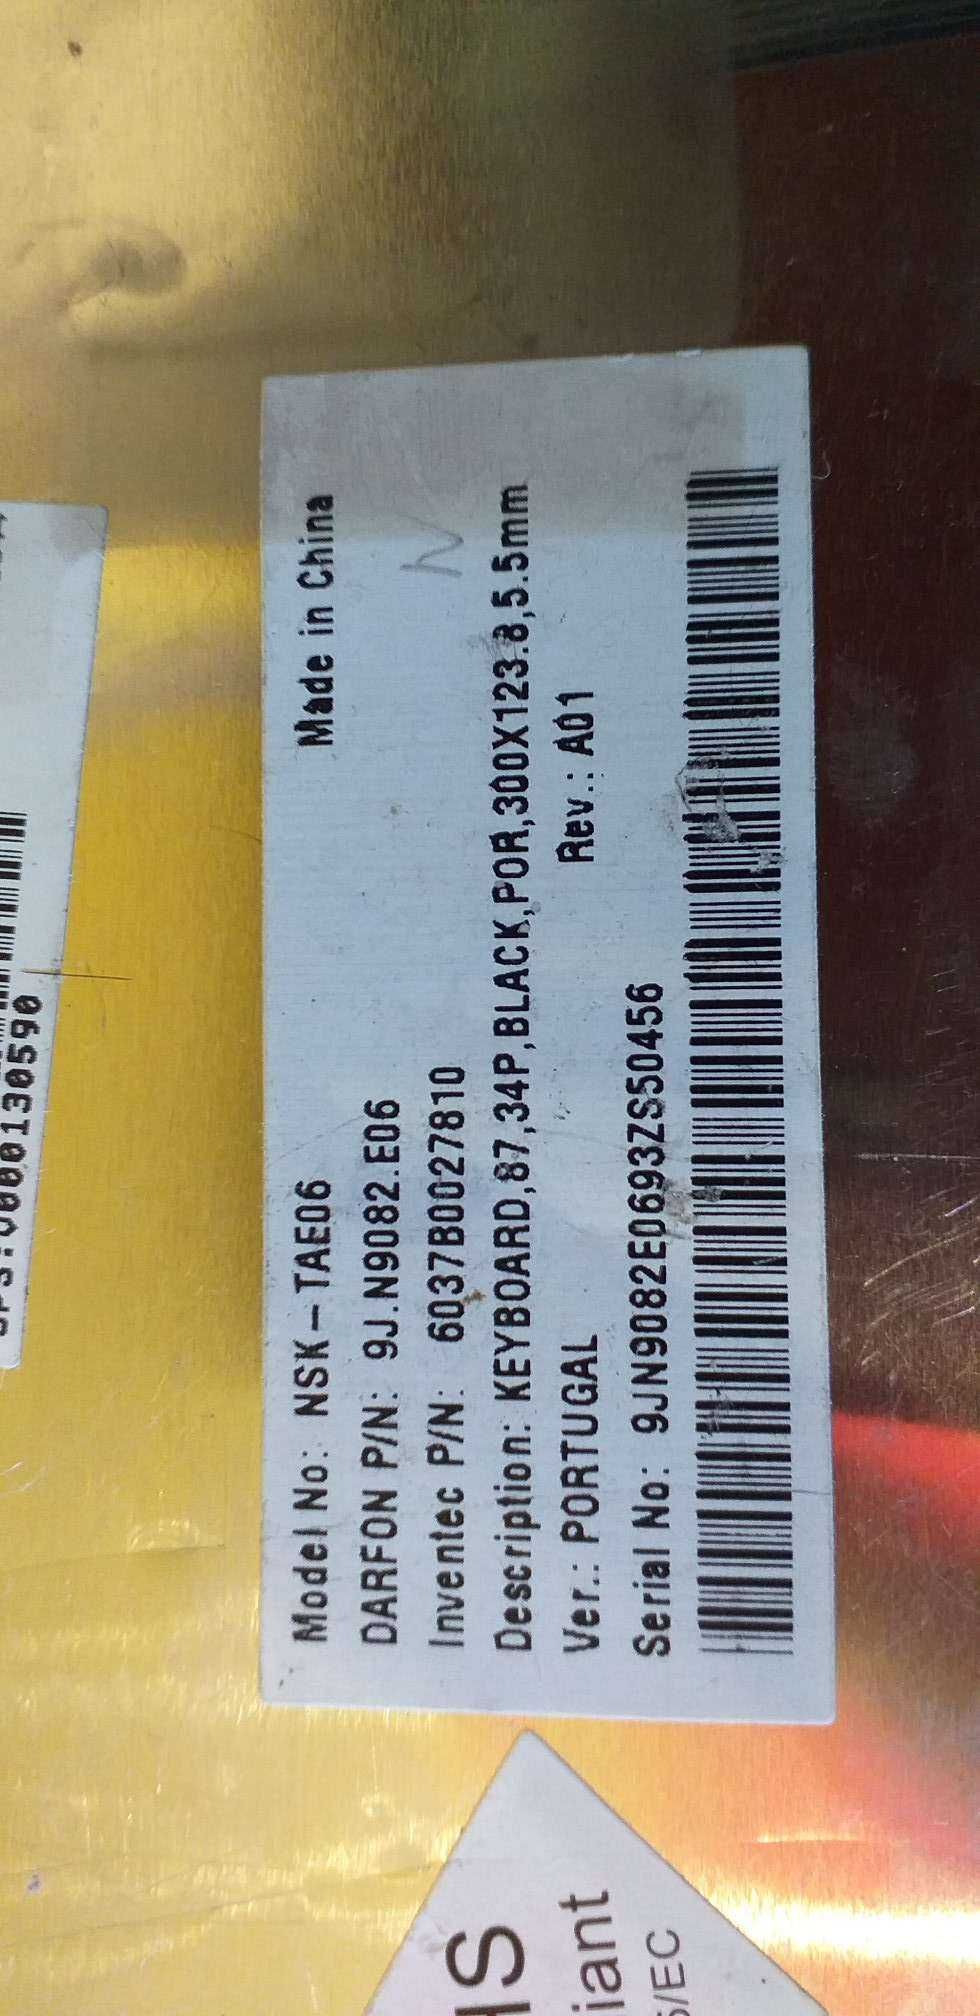 Model No: NSK-TAE06 Made in China
DARFON P/N: 9J.N9082.E06
Inventec P/N: 6037B0027810
Description: KEYBOARD,87,34P,BLACK,POR,300X123.8,5.5mm
Ver.: PORTUGAL Rev.: A01
Serial No: 9JN9082E0693ZS50456
V000130590
S
iant
/EC